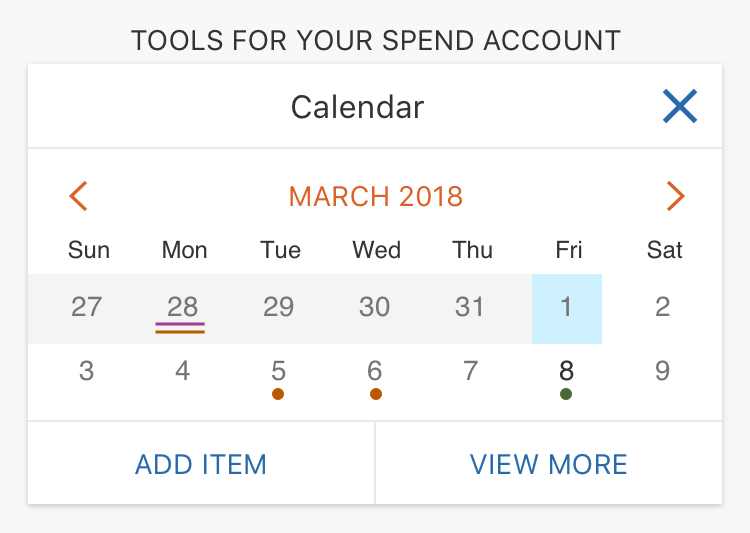 TOOLS FOR YOUR SPEND ACCOUNT
Calendar
MARCH 2018
Sun Mon Tue Wed Thu Fri Sat
27 28 29 30 31 1 2
3 4 5 6 7 8 9
ADD ITEM VIEW MORE